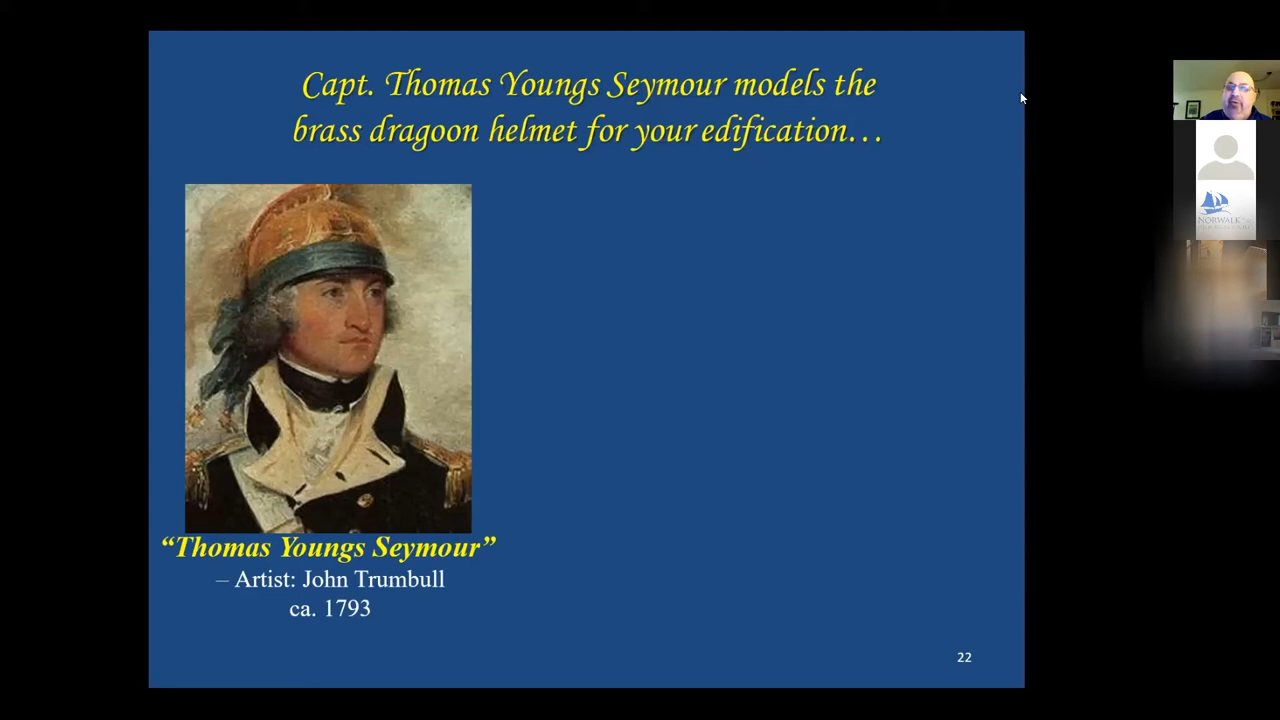 Capt. Thomas Youngs Seymour models the
brass dragoon helmet for your edification…
“Thomas Youngs Seymour”
– Artist: John Trumbull
ca. 1793
22
NORWALK